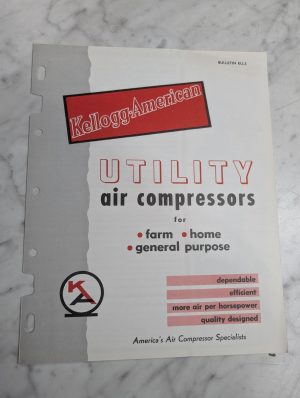 Kellogg-American
UTILITY
air compressors
for
• farm • home
• general purpose
dependable
efficient
more air per horsepower
quality designed
KA
America's Air Compressor Specialists